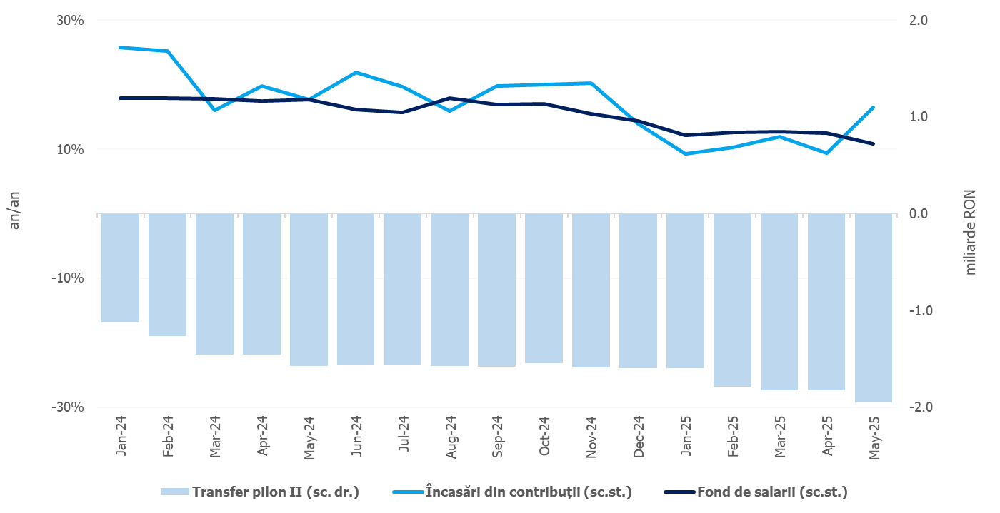 30%
10%
-10%
-30%
an/an
2.0
1.0
0.0
-1.0
-2.0
miliarde RON
Jan-24
Feb-24
Mar-24
Apr-24
May-24
Jun-24
Jul-24
Aug-24
Sep-24
Oct-24
Nov-24
Dec-24
Jan-25
Feb-25
Mar-25
Apr-25
May-25
Transfer pilon II (sc. dr.)
Încasări din contribuții (sc.st.)
Fond de salarii (sc.st.)